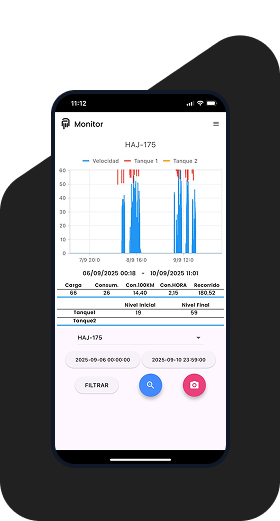 11:12
Monitor
HAJ-175
Velocidad Tanque 1 Tanque 2
60
50
40
30
20
10
0
7/9 20:0 8/9 16:0 9/9 12:0
06/09/2025 00:18 - 10/09/2025 11:01
Carga Consum. Con.100KM Con.HORA Recorrido
66 26 14,40 2,15 180,52
Nivel Inicial Nivel Final
Tanque1 19 59
Tanque2
HAJ-175
2025-09-06 00:00:00 2025-09-10 23:59:00
FILTRAR